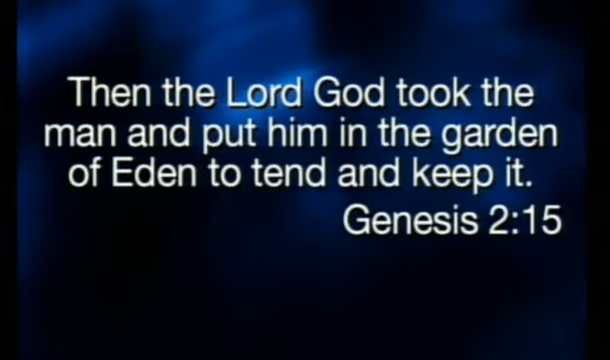 Then the Lord God took the
man and put him in the garden
of Eden to tend and keep it.
Genesis 2:15